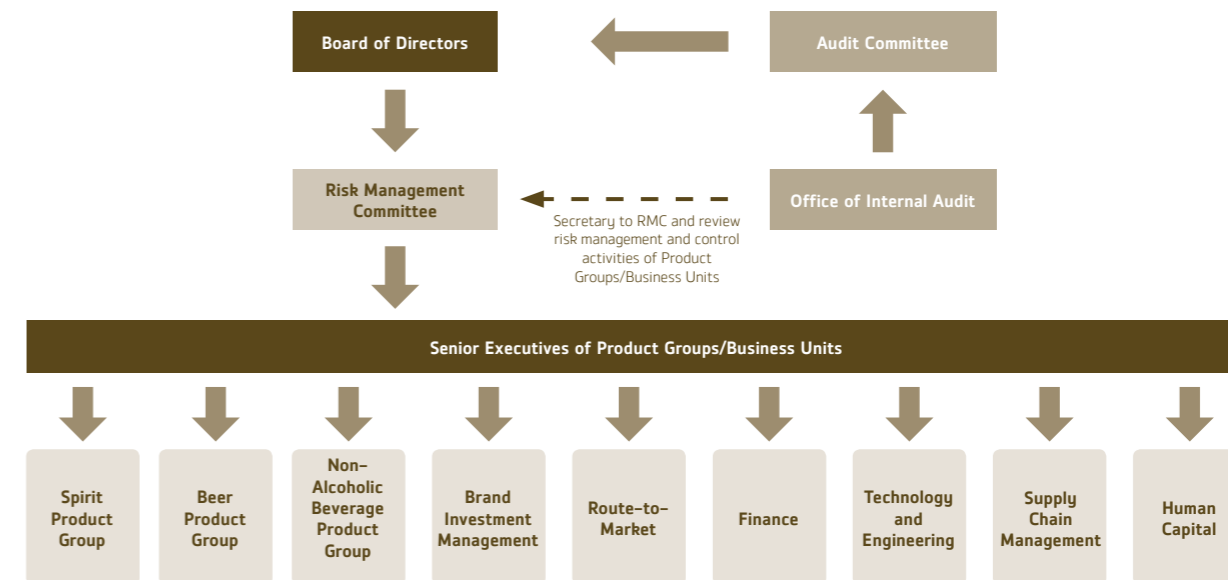 Board of Directors
Audit Committee
Risk Management
Committee
Office of Internal Audit
Secretary to RMC and review
risk management and control
activities of Product
Groups/Business Units
Senior Executives of Product Groups/Business Units
Spirit
Product
Group
Beer
Product
Group
Non-
Alcoholic
Beverage
Product
Group
Brand
Investment
Management
Route-to-
Market
Finance
Technology
and
Engineering
Supply
Chain
Management
Human
Capital